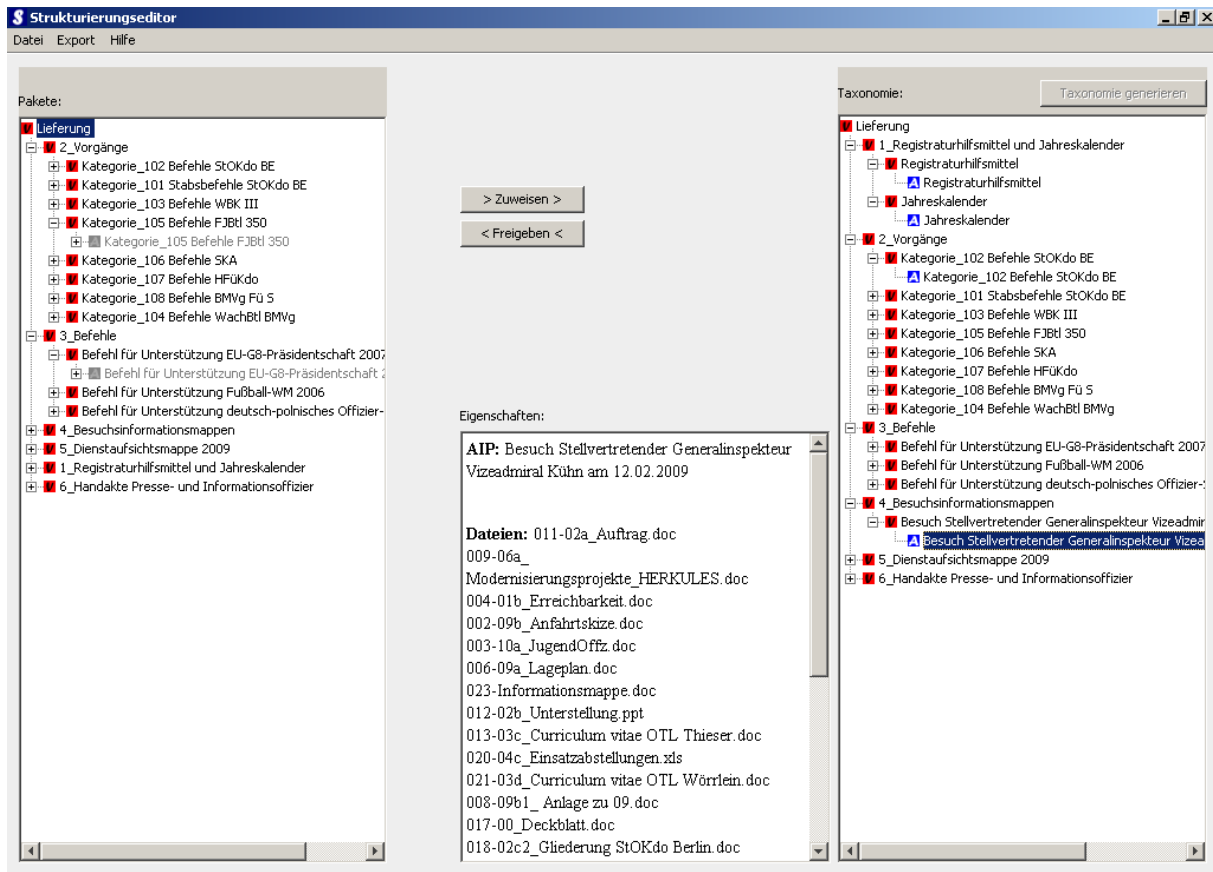 Strukturierungseditor
Datei Export Hilfe
Pakete:
Lieferung
2_Vorgänge
Kategorie_102 Befehle StOKdo BE
Kategorie_101 Stabsbefehle StOKdo BE
Kategorie_103 Befehle WBK III
Kategorie_105 Befehle FJBtl 350
Kategorie_105 Befehle FJBtl 350
Kategorie_106 Befehle SKA
Kategorie_107 Befehle HFüKdo
Kategorie_108 Befehle BMVg Fü S
Kategorie_104 Befehle WachBtl BMVg
3_Befehle
Befehl für Unterstützung EU-G8-Präsidentschaft 2007
Befehl für Unterstützung EU-G8-Präsidentschaft 2
Befehl für Unterstützung Fußball-WM 2006
Befehl für Unterstützung deutsch-polnisches Offizier-
4_Besuchsinformationsmappen
5_Dienstaufsichtsmappe 2009
1_Registraturhilfsmittel und Jahreskalender
6_Handakte Presse- und Informationsoffizier
> Zuweisen >
< Freigeben <
Eigenschaften:
AIP: Besuch Stellvertretender Generalinspekteur
Vizeadmiral Kühn am 12.02.2009
Dateien: 011-02a_Auftrag.doc
009-06a_
Modernisierungsprojekte_HERKULES.doc
004-01b_Erreichbarkeit.doc
002-09b_Anfahrtskize.doc
003-10a_JugendOffz.doc
006-09a_Lageplan.doc
023-Informationsmappe.doc
012-02b_Unterstellung.ppt
013-03c_Curriculum vitae OTL Thieser.doc
020-04c_Einsatzabstellungen.xls
021-03d_Curriculum vitae OTL Wörrlein.doc
008-09b1_ Anlage zu 09.doc
017-00_Deckblatt.doc
018-02c2_Gliederung StOKdo Berlin.doc
Taxonomie:
Taxonomie generieren
Lieferung
1_Registraturhilfsmittel und Jahreskalender
Registraturhilfsmittel
Registraturhilfsmittel
Jahreskalender
Jahreskalender
2_Vorgänge
Kategorie_102 Befehle StOKdo BE
Kategorie_102 Befehle StOKdo BE
Kategorie_101 Stabsbefehle StOKdo BE
Kategorie_103 Befehle WBK III
Kategorie_105 Befehle FJBtl 350
Kategorie_106 Befehle SKA
Kategorie_107 Befehle HFüKdo
Kategorie_108 Befehle BMVg Fü S
Kategorie_104 Befehle WachBtl BMVg
3_Befehle
Befehl für Unterstützung EU-G8-Präsidentschaft 2007
Befehl für Unterstützung Fußball-WM 2006
Befehl für Unterstützung deutsch-polnisches Offizier-
4_Besuchsinformationsmappen
Besuch Stellvertretender Generalinspekteur Vizeadmir
Besuch Stellvertretender Generalinspekteur Vizea
5_Dienstaufsichtsmappe 2009
6_Handakte Presse- und Informationsoffizier